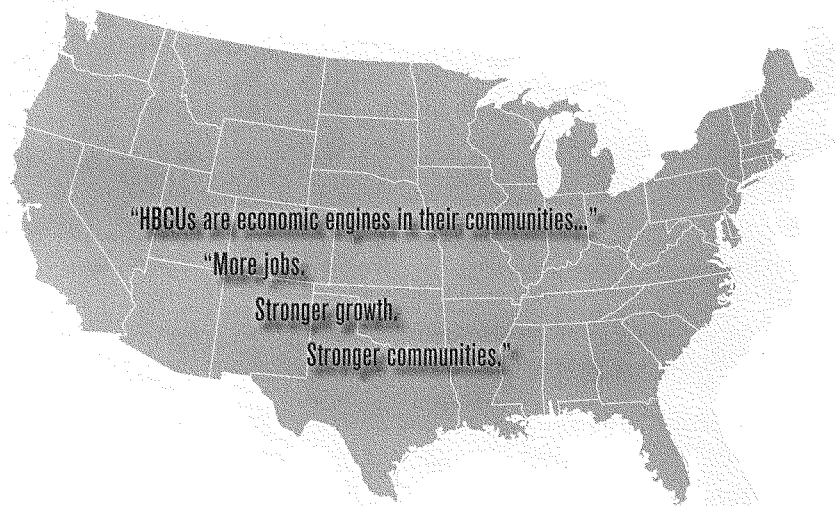 “HBCUs are economic engines in their communities...”
“More jobs.
Stronger growth.
Stronger communities.”